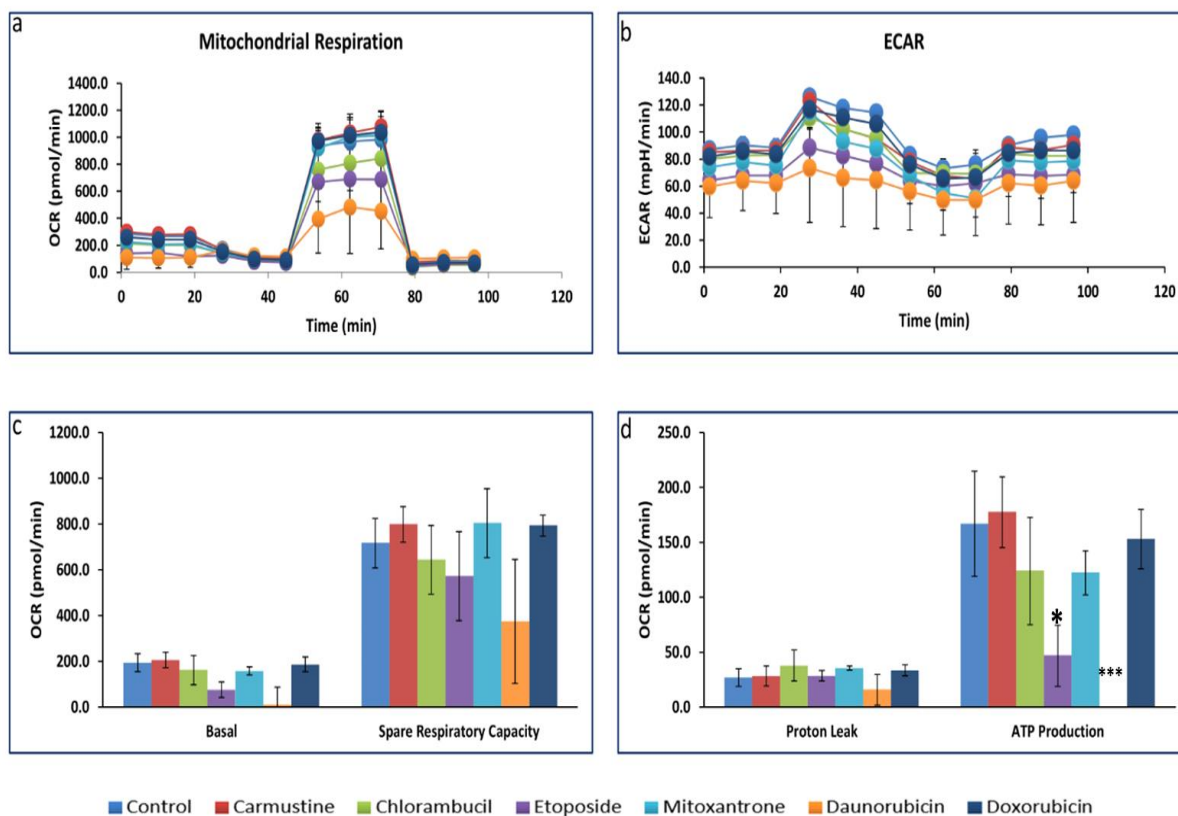 a
Mitochondrial Respiration
OCR (pmol/min)
1400.0
1200.0
1000.0
800.0
600.0
400.0
200.0
0.0
0 20 40 60 80 100 120
Time (min)
b
ECAR
ECAR (mpH/min)
140.0
120.0
100.0
80.0
60.0
40.0
20.0
0.0
0 20 40 60 80 100 120
Time (min)
c
OCR (pmol/min)
1200.0
1000.0
800.0
600.0
400.0
200.0
0.0
Basal Spare Respiratory Capacity
d
OCR (pmol/min)
250.0
200.0
150.0
100.0
50.0
0.0
*
***
Proton Leak ATP Production
Control Carmustine Chlorambucil Etoposide Mitoxantrone Daunorubicin Doxorubicin